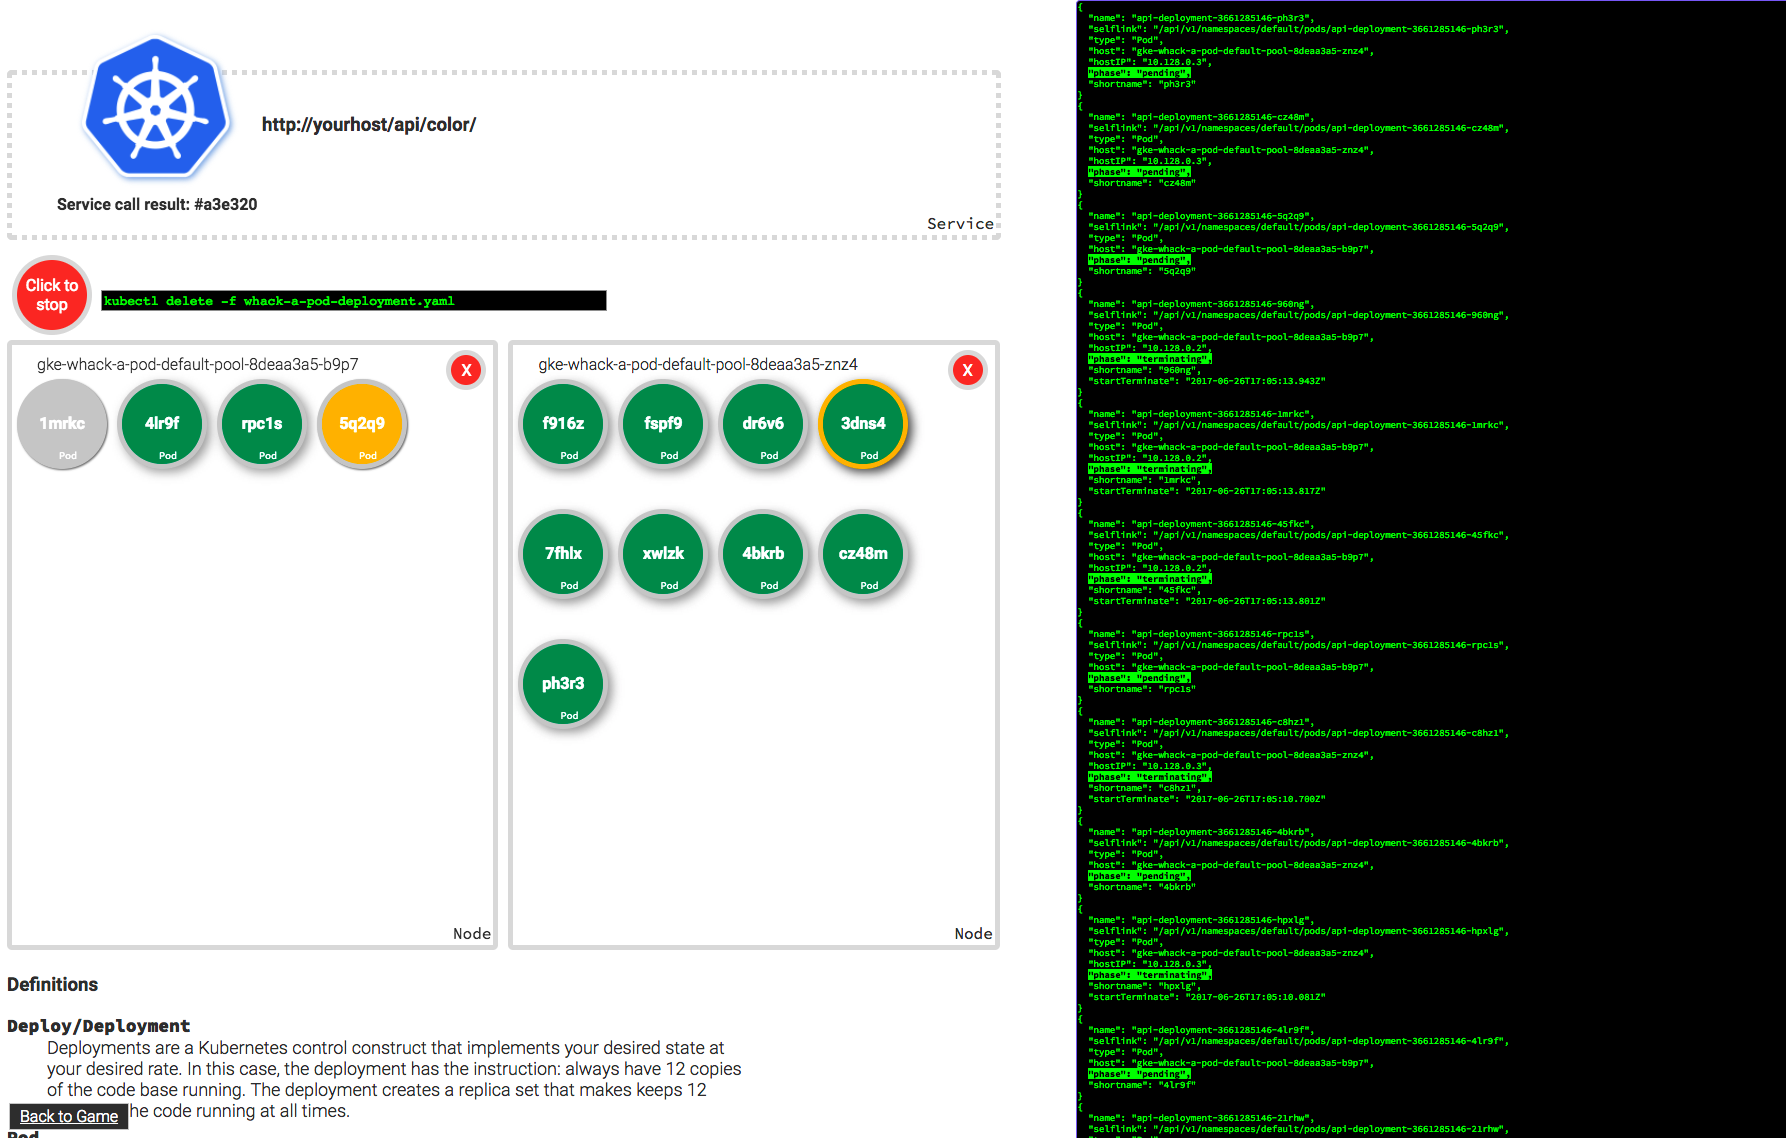 http://yourhost/api/color/
Service call result: #a3e320
Service
Click to
stop
kubectl delete -f whack-a-pod-deployment.yaml
gke-whack-a-pod-default-pool-8deaa3a5-b9p7
X
1mrkc
Pod
4lr9f
Pod
rpc1s
Pod
5q2q9
Pod
Node
gke-whack-a-pod-default-pool-8deaa3a5-znz4
X
f916z
Pod
fspf9
Pod
dr6v6
Pod
3dns4
Pod
7fhlx
Pod
xwlzk
Pod
4bkrb
Pod
cz48m
Pod
ph3r3
Pod
Node
Definitions
Deploy/Deployment
Deployments are a Kubernetes control construct that implements your desired state at
your desired rate. In this case, the deployment has the instruction: always have 12 copies
of the code base running. The deployment creates a replica set that makes keeps 12
he code running at all times.
Back to Game
Pod
{
"name": "api-deployment-3661285146-ph3r3",
"selflink": "/api/v1/namespaces/default/pods/api-deployment-3661285146-ph3r3",
"type": "Pod",
"host": "gke-whack-a-pod-default-pool-8deaa3a5-znz4",
"hostIP": "10.128.0.3",
"phase": "pending",
"shortname": "ph3r3"
}
{
"name": "api-deployment-3661285146-cz48m",
"selflink": "/api/v1/namespaces/default/pods/api-deployment-3661285146-cz48m",
"type": "Pod",
"host": "gke-whack-a-pod-default-pool-8deaa3a5-znz4",
"hostIP": "10.128.0.3",
"phase": "pending",
"shortname": "cz48m"
}
{
"name": "api-deployment-3661285146-5q2q9",
"selflink": "/api/v1/namespaces/default/pods/api-deployment-3661285146-5q2q9",
"type": "Pod",
"host": "gke-whack-a-pod-default-pool-8deaa3a5-b9p7",
"phase": "pending",
"shortname": "5q2q9"
}
{
"name": "api-deployment-3661285146-960ng",
"selflink": "/api/v1/namespaces/default/pods/api-deployment-3661285146-960ng",
"type": "Pod",
"host": "gke-whack-a-pod-default-pool-8deaa3a5-b9p7",
"hostIP": "10.128.0.2",
"phase": "terminating",
"shortname": "960ng",
"startTerminate": "2017-06-26T17:05:13.943Z"
}
{
"name": "api-deployment-3661285146-1mrkc",
"selflink": "/api/v1/namespaces/default/pods/api-deployment-3661285146-1mrkc",
"type": "Pod",
"host": "gke-whack-a-pod-default-pool-8deaa3a5-b9p7",
"hostIP": "10.128.0.2",
"phase": "terminating",
"shortname": "1mrkc",
"startTerminate": "2017-06-26T17:05:13.817Z"
}
{
"name": "api-deployment-3661285146-45fkc",
"selflink": "/api/v1/namespaces/default/pods/api-deployment-3661285146-45fkc",
"type": "Pod",
"host": "gke-whack-a-pod-default-pool-8deaa3a5-b9p7",
"hostIP": "10.128.0.2",
"phase": "terminating",
"shortname": "45fkc",
"startTerminate": "2017-06-26T17:05:13.801Z"
}
{
"name": "api-deployment-3661285146-rpc1s",
"selflink": "/api/v1/namespaces/default/pods/api-deployment-3661285146-rpc1s",
"type": "Pod",
"host": "gke-whack-a-pod-default-pool-8deaa3a5-b9p7",
"phase": "pending",
"shortname": "rpc1s"
}
{
"name": "api-deployment-3661285146-c8hz1",
"selflink": "/api/v1/namespaces/default/pods/api-deployment-3661285146-c8hz1",
"type": "Pod",
"host": "gke-whack-a-pod-default-pool-8deaa3a5-znz4",
"hostIP": "10.128.0.3",
"phase": "terminating",
"shortname": "c8hz1",
"startTerminate": "2017-06-26T17:05:10.700Z"
}
{
"name": "api-deployment-3661285146-4bkrb",
"selflink": "/api/v1/namespaces/default/pods/api-deployment-3661285146-4bkrb",
"type": "Pod",
"host": "gke-whack-a-pod-default-pool-8deaa3a5-znz4",
"phase": "pending",
"shortname": "4bkrb"
}
{
"name": "api-deployment-3661285146-hpxlg",
"selflink": "/api/v1/namespaces/default/pods/api-deployment-3661285146-hpxlg",
"type": "Pod",
"host": "gke-whack-a-pod-default-pool-8deaa3a5-znz4",
"hostIP": "10.128.0.3",
"phase": "terminating",
"shortname": "hpxlg",
"startTerminate": "2017-06-26T17:05:10.081Z"
}
{
"name": "api-deployment-3661285146-4lr9f",
"selflink": "/api/v1/namespaces/default/pods/api-deployment-3661285146-4lr9f",
"type": "Pod",
"host": "gke-whack-a-pod-default-pool-8deaa3a5-b9p7",
"phase": "pending",
"shortname": "4lr9f"
}
{
"name": "api-deployment-3661285146-21rhw",
"selflink": "/api/v1/namespaces/default/pods/api-deployment-3661285146-21rhw",